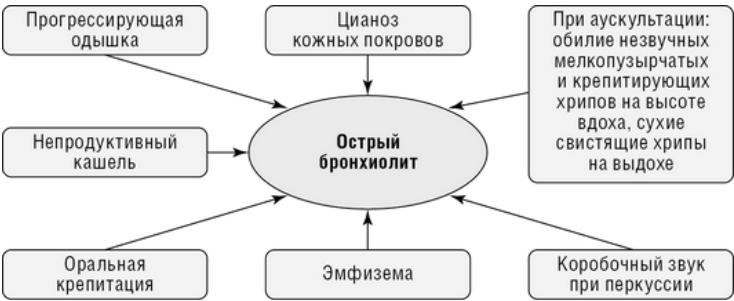 Прогрессирующая
одышка
Цианоз
кожных покровов
При аускультации:
обилие незвучных
мелкопузырчатых
и крепитирующих
хрипов на высоте
вдоха, сухие
свистящие хрипы
на выдохе
Непродуктивный
кашель
Острый
бронхиолит
Оральная
крепитация
Эмфизема
Коробочный звук
при перкуссии